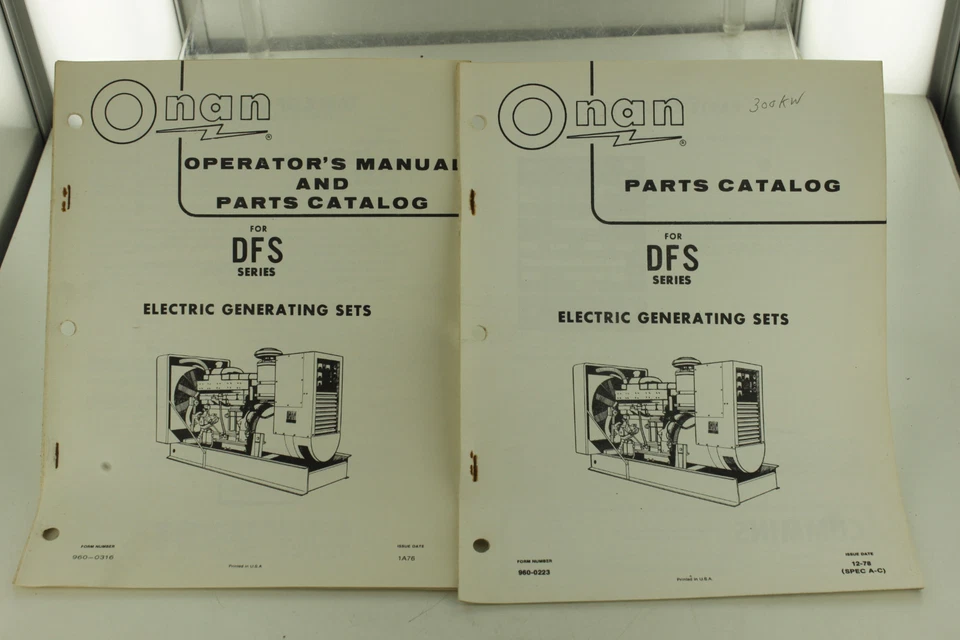 Onan
®
OPERATOR'S MANUAL
AND
PARTS CATALOG
FOR
DFS
SERIES
ELECTRIC GENERATING SETS
FORM NUMBER
960-0316
ISSUE DATE
1A78
Printed in U.S.A.
Onan
®
300KW
PARTS CATALOG
FOR
DFS
SERIES
ELECTRIC GENERATING SETS
FORM NUMBER
960-0223
ISSUE DATE
12-78
(SPEC A-C)
Printed in U.S.A.